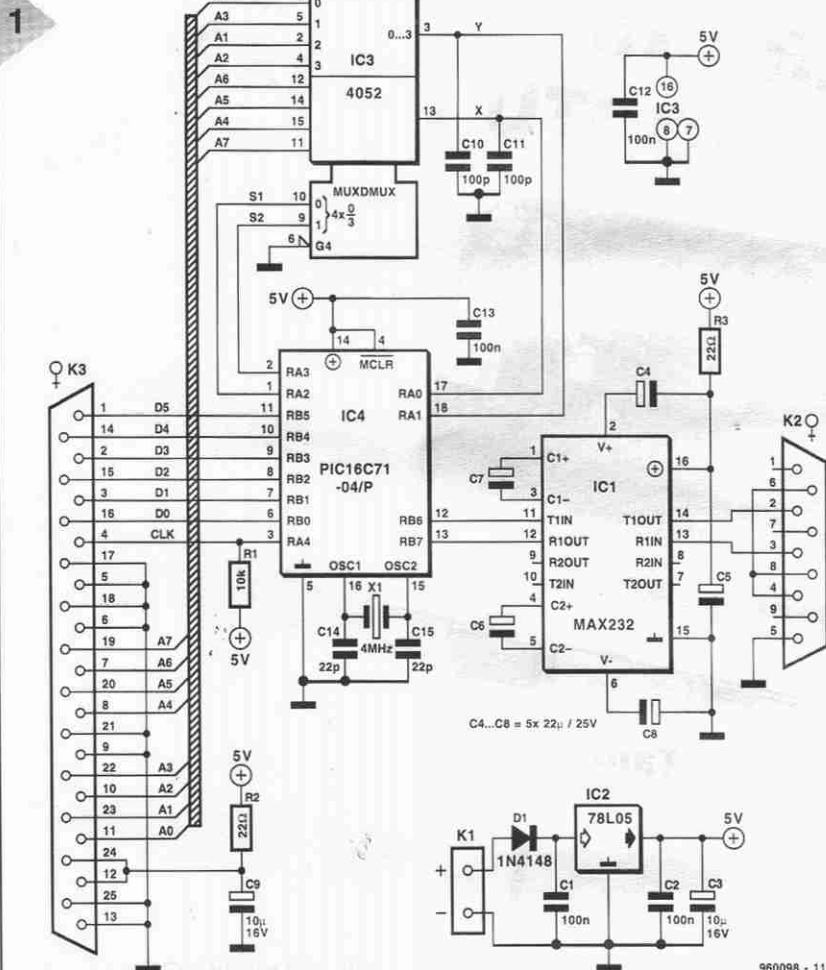 1
0
A3 5 1
A1 2 2
A2 4 3
A6 12
A5 14
A4 15
A7 11
0...3
3 Y
IC3
4052
13 X
C10
100p
C11
100p
MUXDMUX
S1 10 0
S2 9 1
4x 0/3
6 G4
5V
16
C12
IC3
100n
8 7
5V
C13
100n
14 4
MCLR
2 RA3
1 RA2
RA0 17
RA1 18
IC4
PIC16C71
-04/P
11 RB5
10 RB4
9 RB3
8 RB2
7 RB1
6 RB0
3 RA4
RB6 12
RB7 13
OSC1 OSC2
5 16 15
X1
4MHz
C14
22p
C15
22p
K3
1 D5
14 D4
2 D3
15 D2
3 D1
16 D0
4 CLK
17
5
18
6
19 A7
7 A6
20 A5
8 A4
21
9
22 A3
10 A2
23 A1
11 A0
24
12
25
13
R1
10k
5V
5V
R2
22Ω
C9
10μ
16V
5V
R3
22Ω
C4
2
V+
1 C1+
C7
3 C1–
IC1
16
11 T1IN
12 R1OUT
9 R2OUT
10 T2IN
4 C2+
C6
5 C2–
T1OUT 14
R1IN 13
R2IN 8
T2OUT 7
MAX232
15
V-
6
C5
C8
K2
1
6
2
7
3
8
4
9
5
C4...C8 = 5x 22μ / 25V
K1
+
–
D1
1N4148
IC2
78L05
5V
C1
100n
C2
100n
C3
10μ
16V
960098 - 11